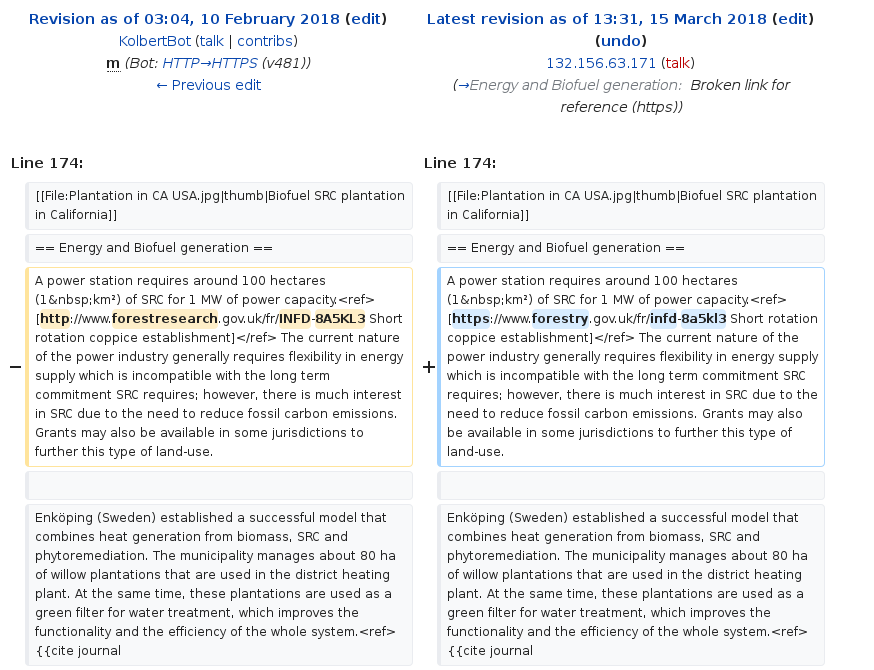 Revision as of 03:04, 10 February 2018 (edit)
KolbertBot (talk | contribs)
m (Bot: HTTP→HTTPS (v481))
← Previous edit
Latest revision as of 13:31, 15 March 2018 (edit)
(undo)
132.156.63.171 (talk)
(→Energy and Biofuel generation: Broken link for
reference (https))
Line 174:
Line 174:
[[File:Plantation in CA USA.jpg|thumb|Biofuel SRC plantation
in California]]
[[File:Plantation in CA USA.jpg|thumb|Biofuel SRC plantation
in California]]
== Energy and Biofuel generation ==
== Energy and Biofuel generation ==
−
A power station requires around 100 hectares
(1&nbsp;km²) of SRC for 1 MW of power capacity.<ref>
[http://www.forestresearch.gov.uk/fr/INFD-8A5KL3 Short
rotation coppice establishment]</ref> The current nature
of the power industry generally requires flexibility in energy
supply which is incompatible with the long term
commitment SRC requires; however, there is much interest
in SRC due to the need to reduce fossil carbon emissions.
Grants may also be available in some jurisdictions to
further this type of land-use.
+
A power station requires around 100 hectares
(1&nbsp;km²) of SRC for 1 MW of power capacity.<ref>
[https://www.forestry.gov.uk/fr/infd-8a5kl3 Short rotation
coppice establishment]</ref> The current nature of the
power industry generally requires flexibility in energy supply
which is incompatible with the long term commitment SRC
requires; however, there is much interest in SRC due to the
need to reduce fossil carbon emissions. Grants may also
be available in some jurisdictions to further this type of
land-use.
Enköping (Sweden) established a successful model that
combines heat generation from biomass, SRC and
phytoremediation. The municipality manages about 80 ha
of willow plantations that are used in the district heating
plant. At the same time, these plantations are used as a
green filter for water treatment, which improves the
functionality and the efficiency of the whole system.<ref>
{{cite journal
Enköping (Sweden) established a successful model that
combines heat generation from biomass, SRC and
phytoremediation. The municipality manages about 80 ha
of willow plantations that are used in the district heating
plant. At the same time, these plantations are used as a
green filter for water treatment, which improves the
functionality and the efficiency of the whole system.<ref>
{{cite journal